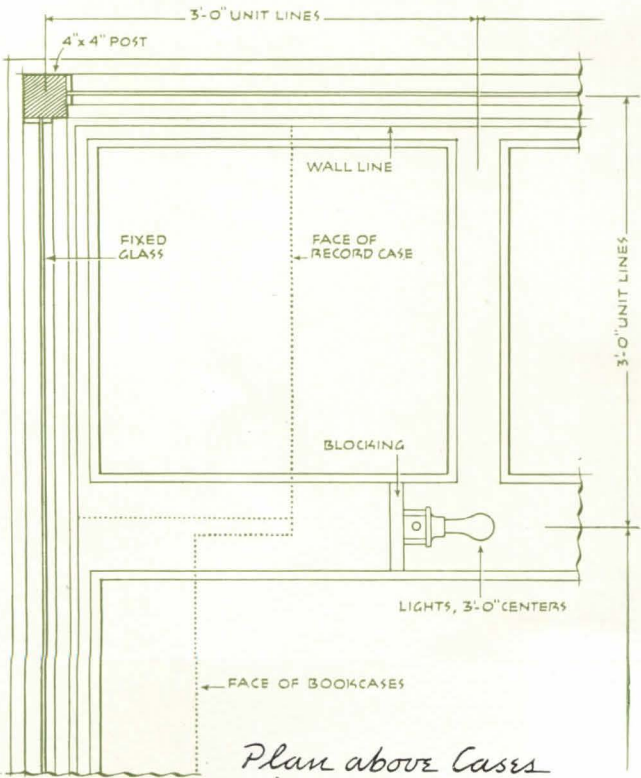 3'-0" UNIT LINES
4"x 4" POST
WALL LINE
FIXED
GLASS
FACE OF
RECORD CASE
3'-0" UNIT LINES
BLOCKING
LIGHTS, 3'-0" CENTERS
FACE OF BOOKCASES
Plan above Cases